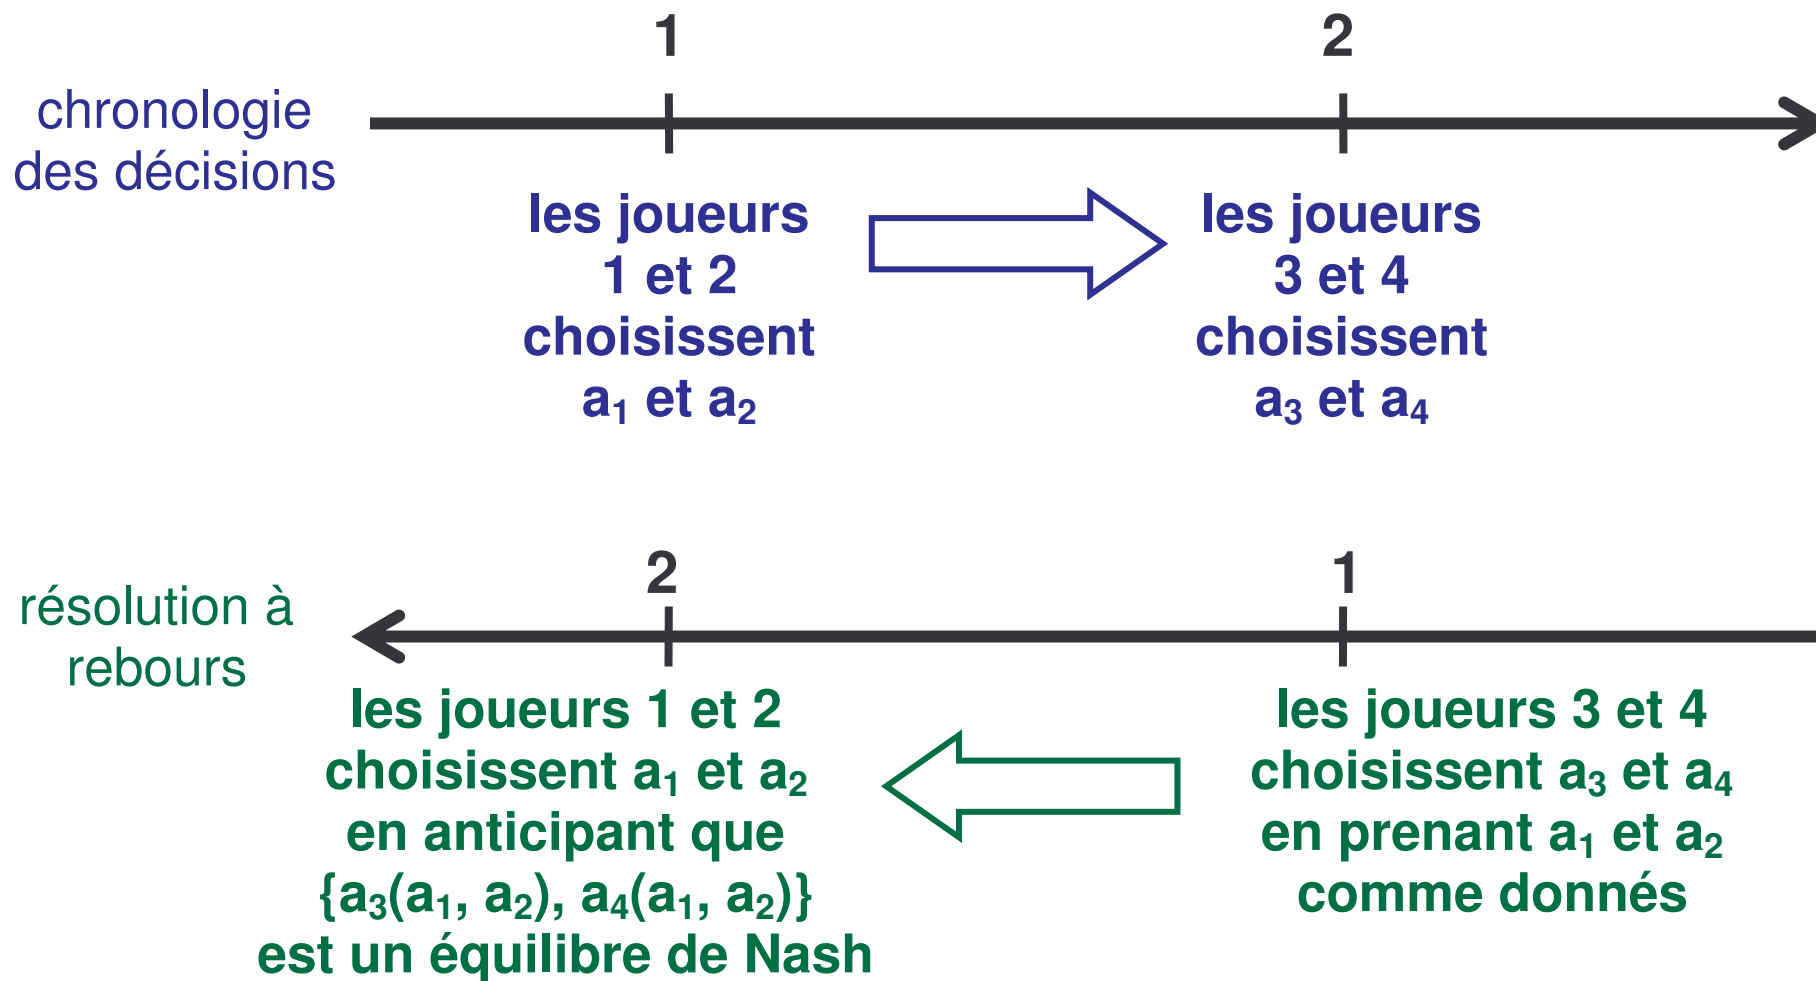 1
2
chronologie
des décisions
les joueurs
1 et 2
choisissent
a₁ et a₂
les joueurs
3 et 4
choisissent
a₃ et a₄
2
1
résolution à
rebours
les joueurs 1 et 2
choisissent a₁ et a₂
en anticipant que
{a₃(a₁, a₂), a₄(a₁, a₂)}
est un équilibre de Nash
les joueurs 3 et 4
choisissent a₃ et a₄
en prenant a₁ et a₂
comme donnés